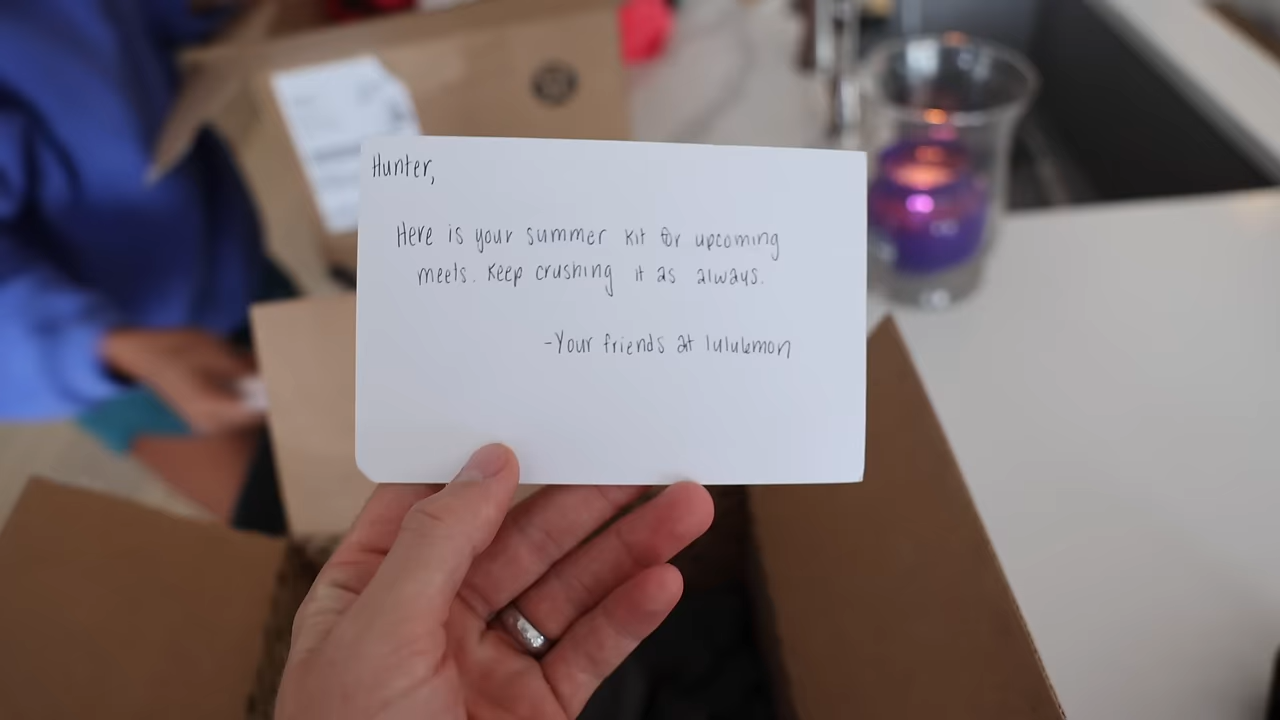 Hunter,
Here is your summer kit for upcoming
meets. Keep crushing it as always.
-Your friends at lululemon